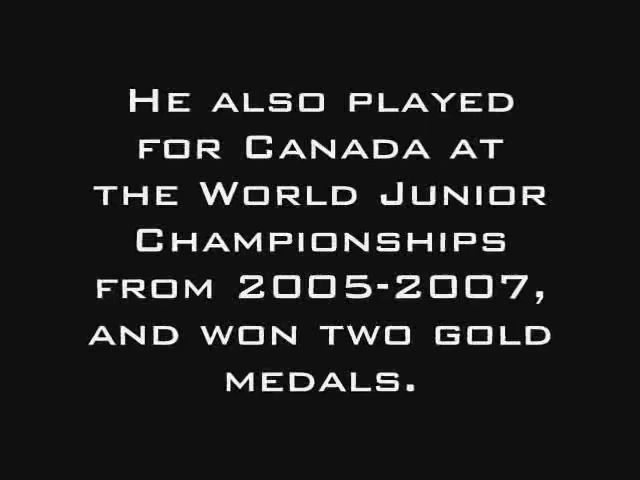 He also played
for Canada at
the World Junior
Championships
from 2005-2007,
and won two gold
medals.